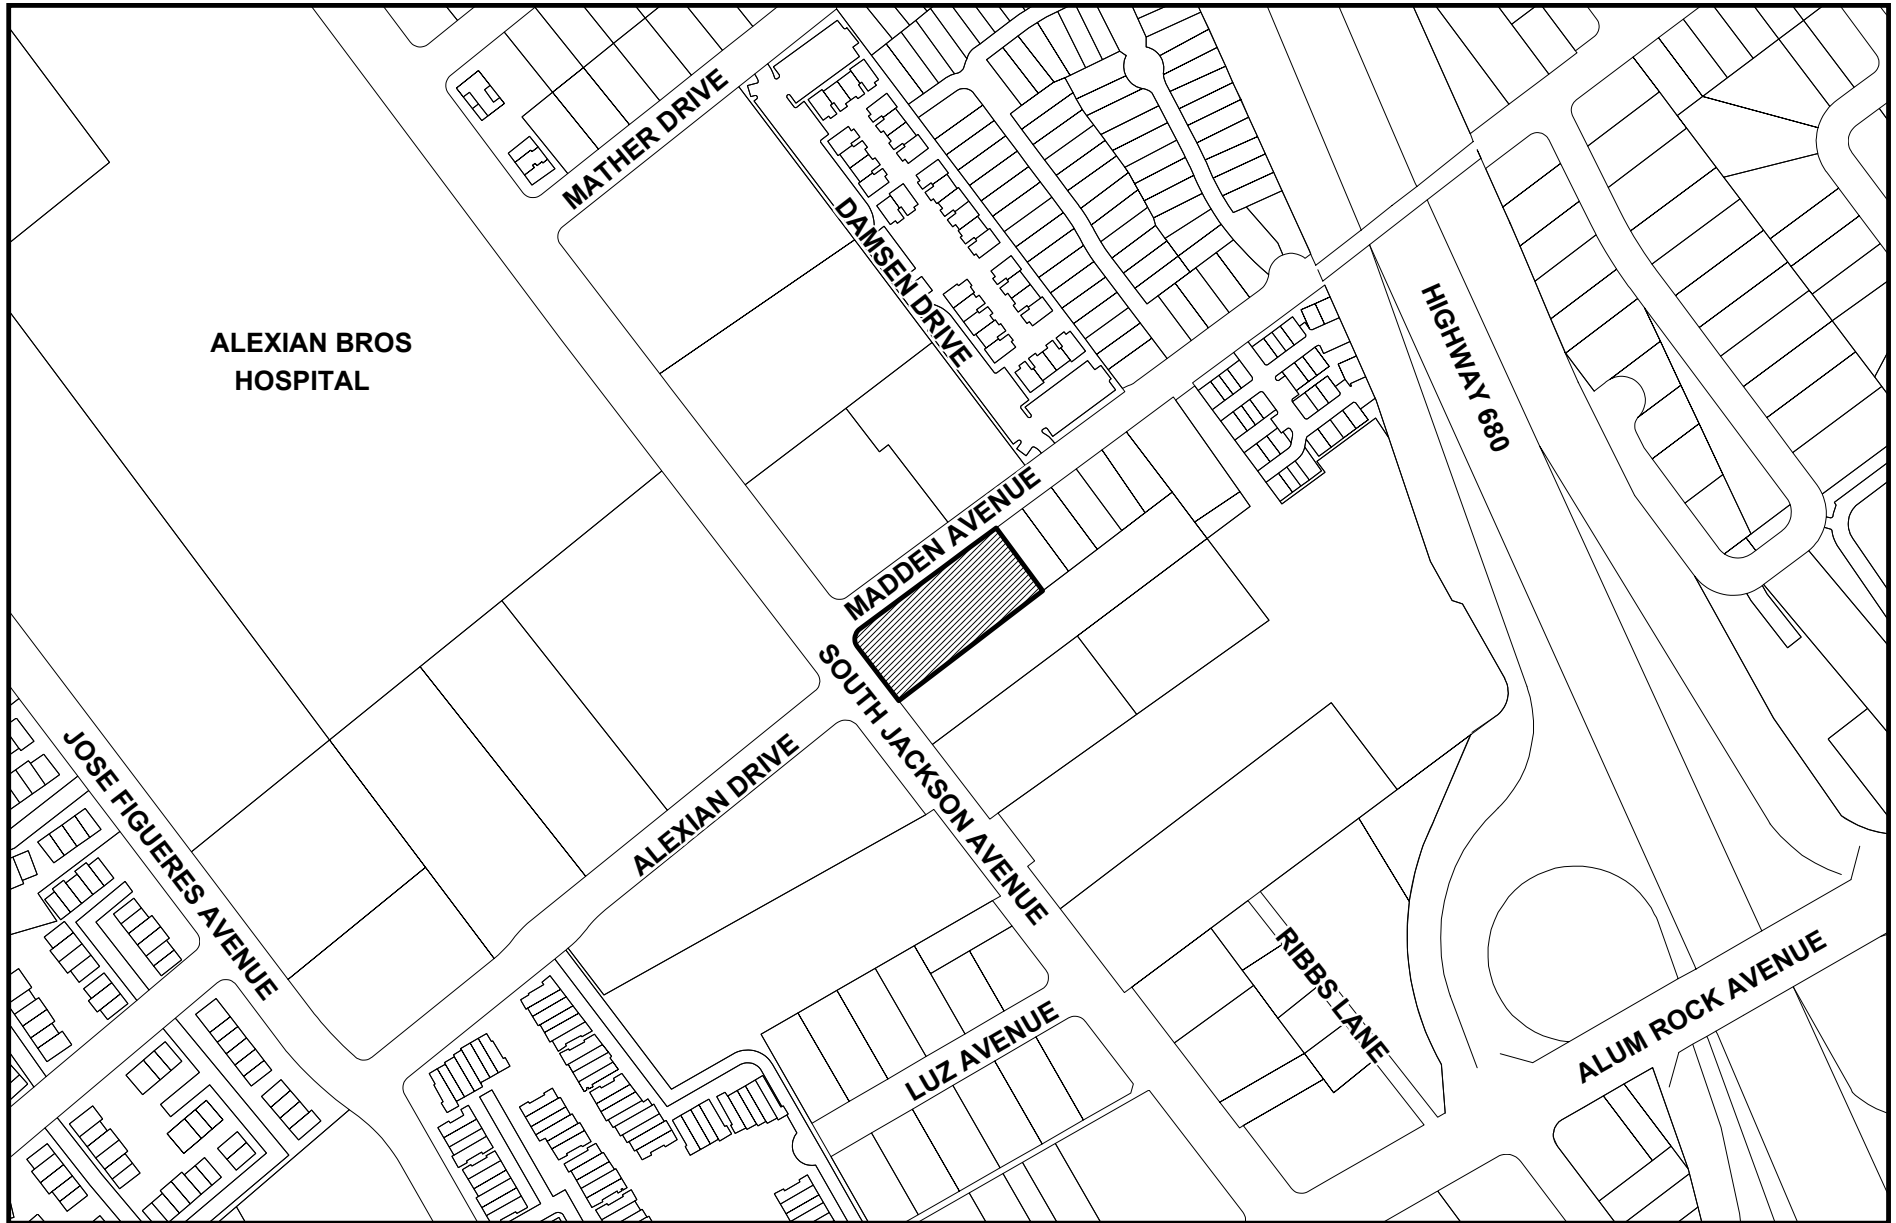 MATHER DRIVE
DAMSEN DRIVE
ALEXIAN BROS
HOSPITAL
HIGHWAY 680
MADDEN AVENUE
SOUTH JACKSON AVENUE
JOSE FIGUERES AVENUE
ALEXIAN DRIVE
RIBBS LANE
ALUM ROCK AVENUE
LUZ AVENUE